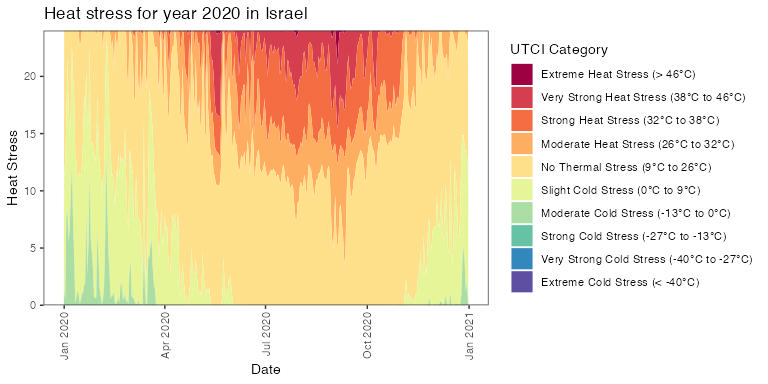 Heat stress for year 2020 in Israel
Heat Stress
20
15
10
5
0
Jan 2020
Apr 2020
Jul 2020
Oct 2020
Jan 2021
Date
UTCI Category
Extreme Heat Stress (> 46°C)
Very Strong Heat Stress (38°C to 46°C)
Strong Heat Stress (32°C to 38°C)
Moderate Heat Stress (26°C to 32°C)
No Thermal Stress (9°C to 26°C)
Slight Cold Stress (0°C to 9°C)
Moderate Cold Stress (-13°C to 0°C)
Strong Cold Stress (-27°C to -13°C)
Very Strong Cold Stress (-40°C to -27°C)
Extreme Cold Stress (< -40°C)